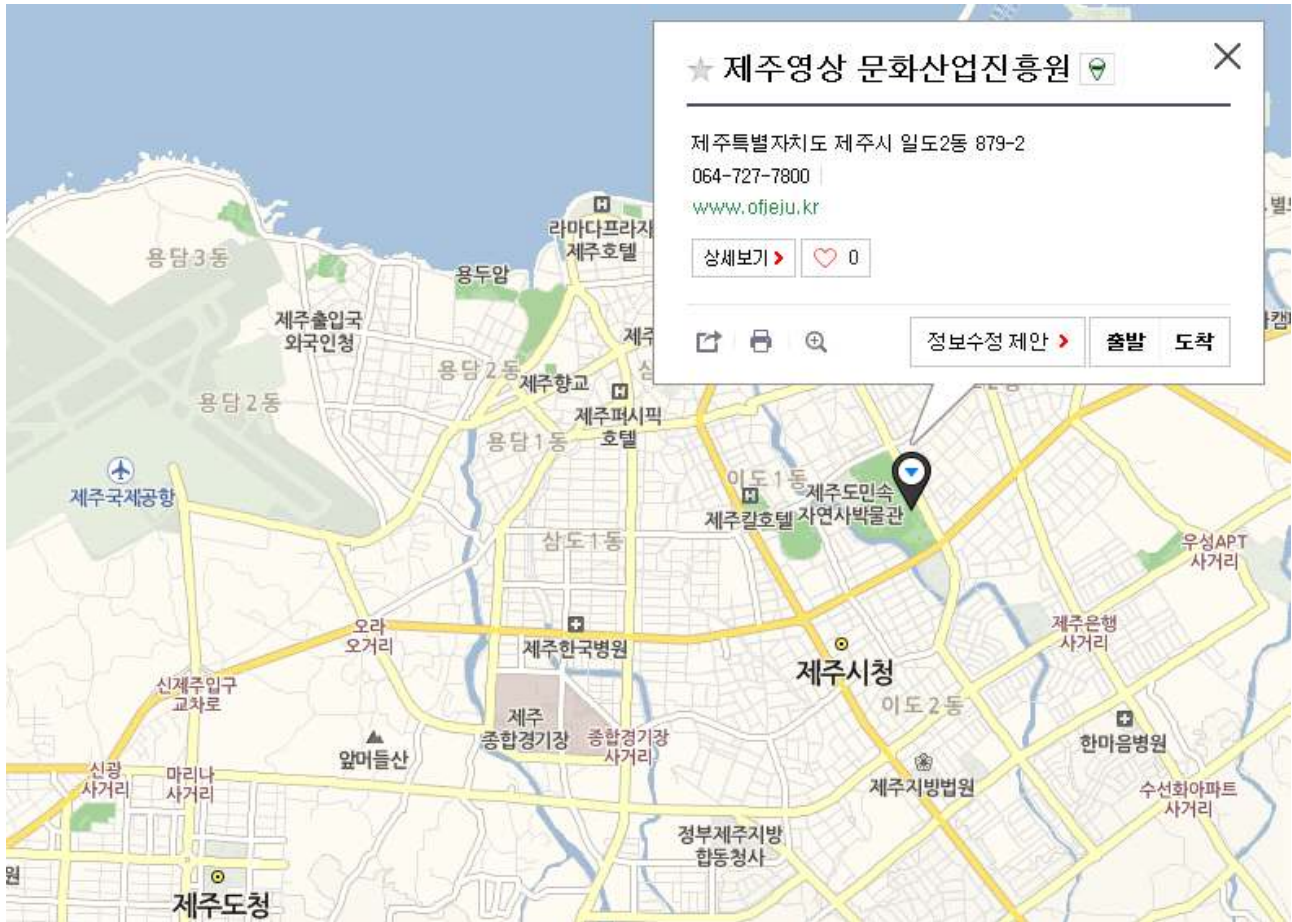 제주영상 문화산업진흥원
제주특별자치도 제주시 일도2동 879-2
064-727-7800
www.ofjeju.kr
상세보기
0
정보수정 제안
출발
도착
라마다프라자
제주호텔
용담3동
용두암
제주출입국
외국인청
제주
용담2동
제주향교
용담2동
제주퍼시픽
호텔
용담1동
제주국제공항
이도1동
제주도민속
자연사박물관
제주칼호텔
삼도1동
우성APT
사거리
오라
오거리
제주한국병원
제주은행
사거리
제주시청
신제주입구
교차로
이도2동
제주
종합경기장
종합경기장
사거리
한마음병원
앞머들산
신광
사거리
마리나
사거리
제주지방법원
수선화아파트
사거리
정부제주지방
합동청사
원
제주도청